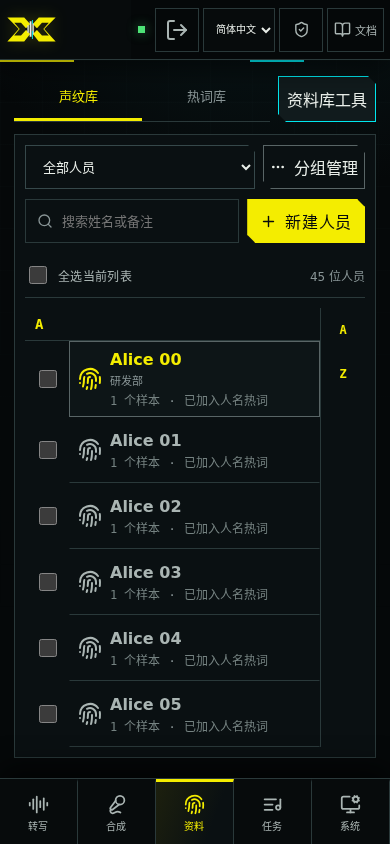 简体中文
文档
声纹库
热词库
资料库工具
全部人员
··· 分组管理
搜索姓名或备注
+ 新建人员
全选当前列表
45 位人员
A
A
Z
Alice 00
研发部
1 个样本 · 已加入人名热词
Alice 01
1 个样本 · 已加入人名热词
Alice 02
1 个样本 · 已加入人名热词
Alice 03
1 个样本 · 已加入人名热词
Alice 04
1 个样本 · 已加入人名热词
Alice 05
1 个样本 · 已加入人名热词
转写
合成
资料
任务
系统